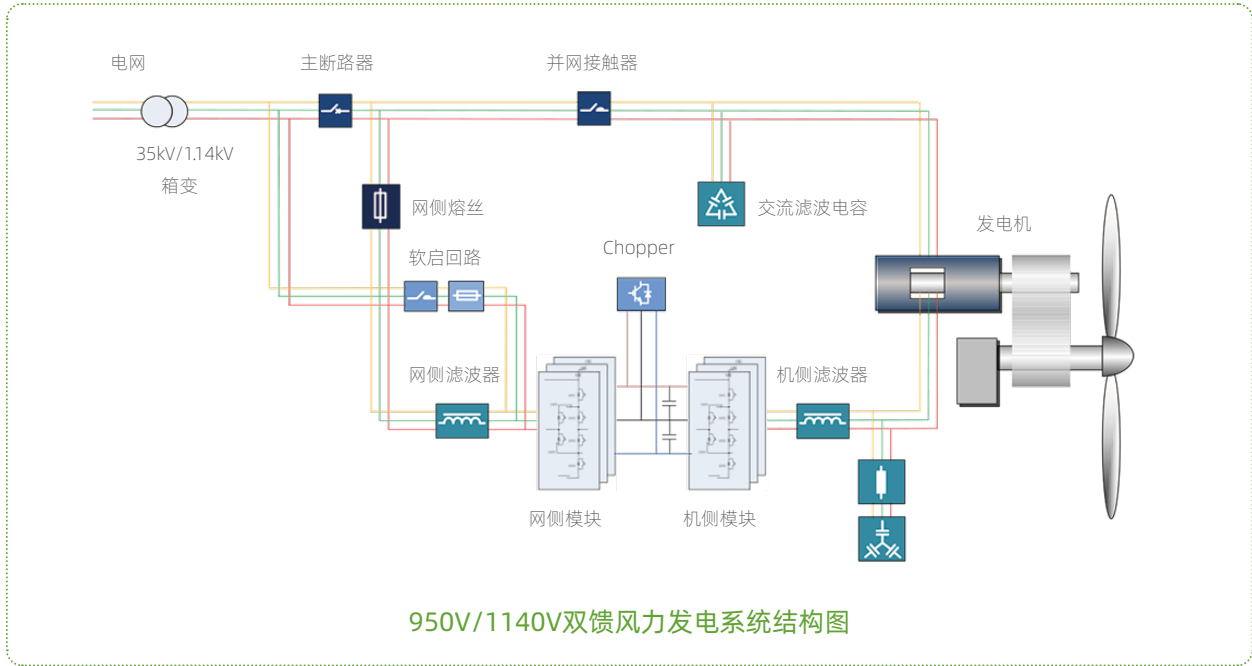 电网
主断路器
并网接触器
35kV/1.14kV
箱变
网侧熔丝
交流滤波电容
发电机
软启回路
Chopper
网侧滤波器
机侧滤波器
网侧模块
机侧模块
950V/1140V双馈风力发电系统结构图